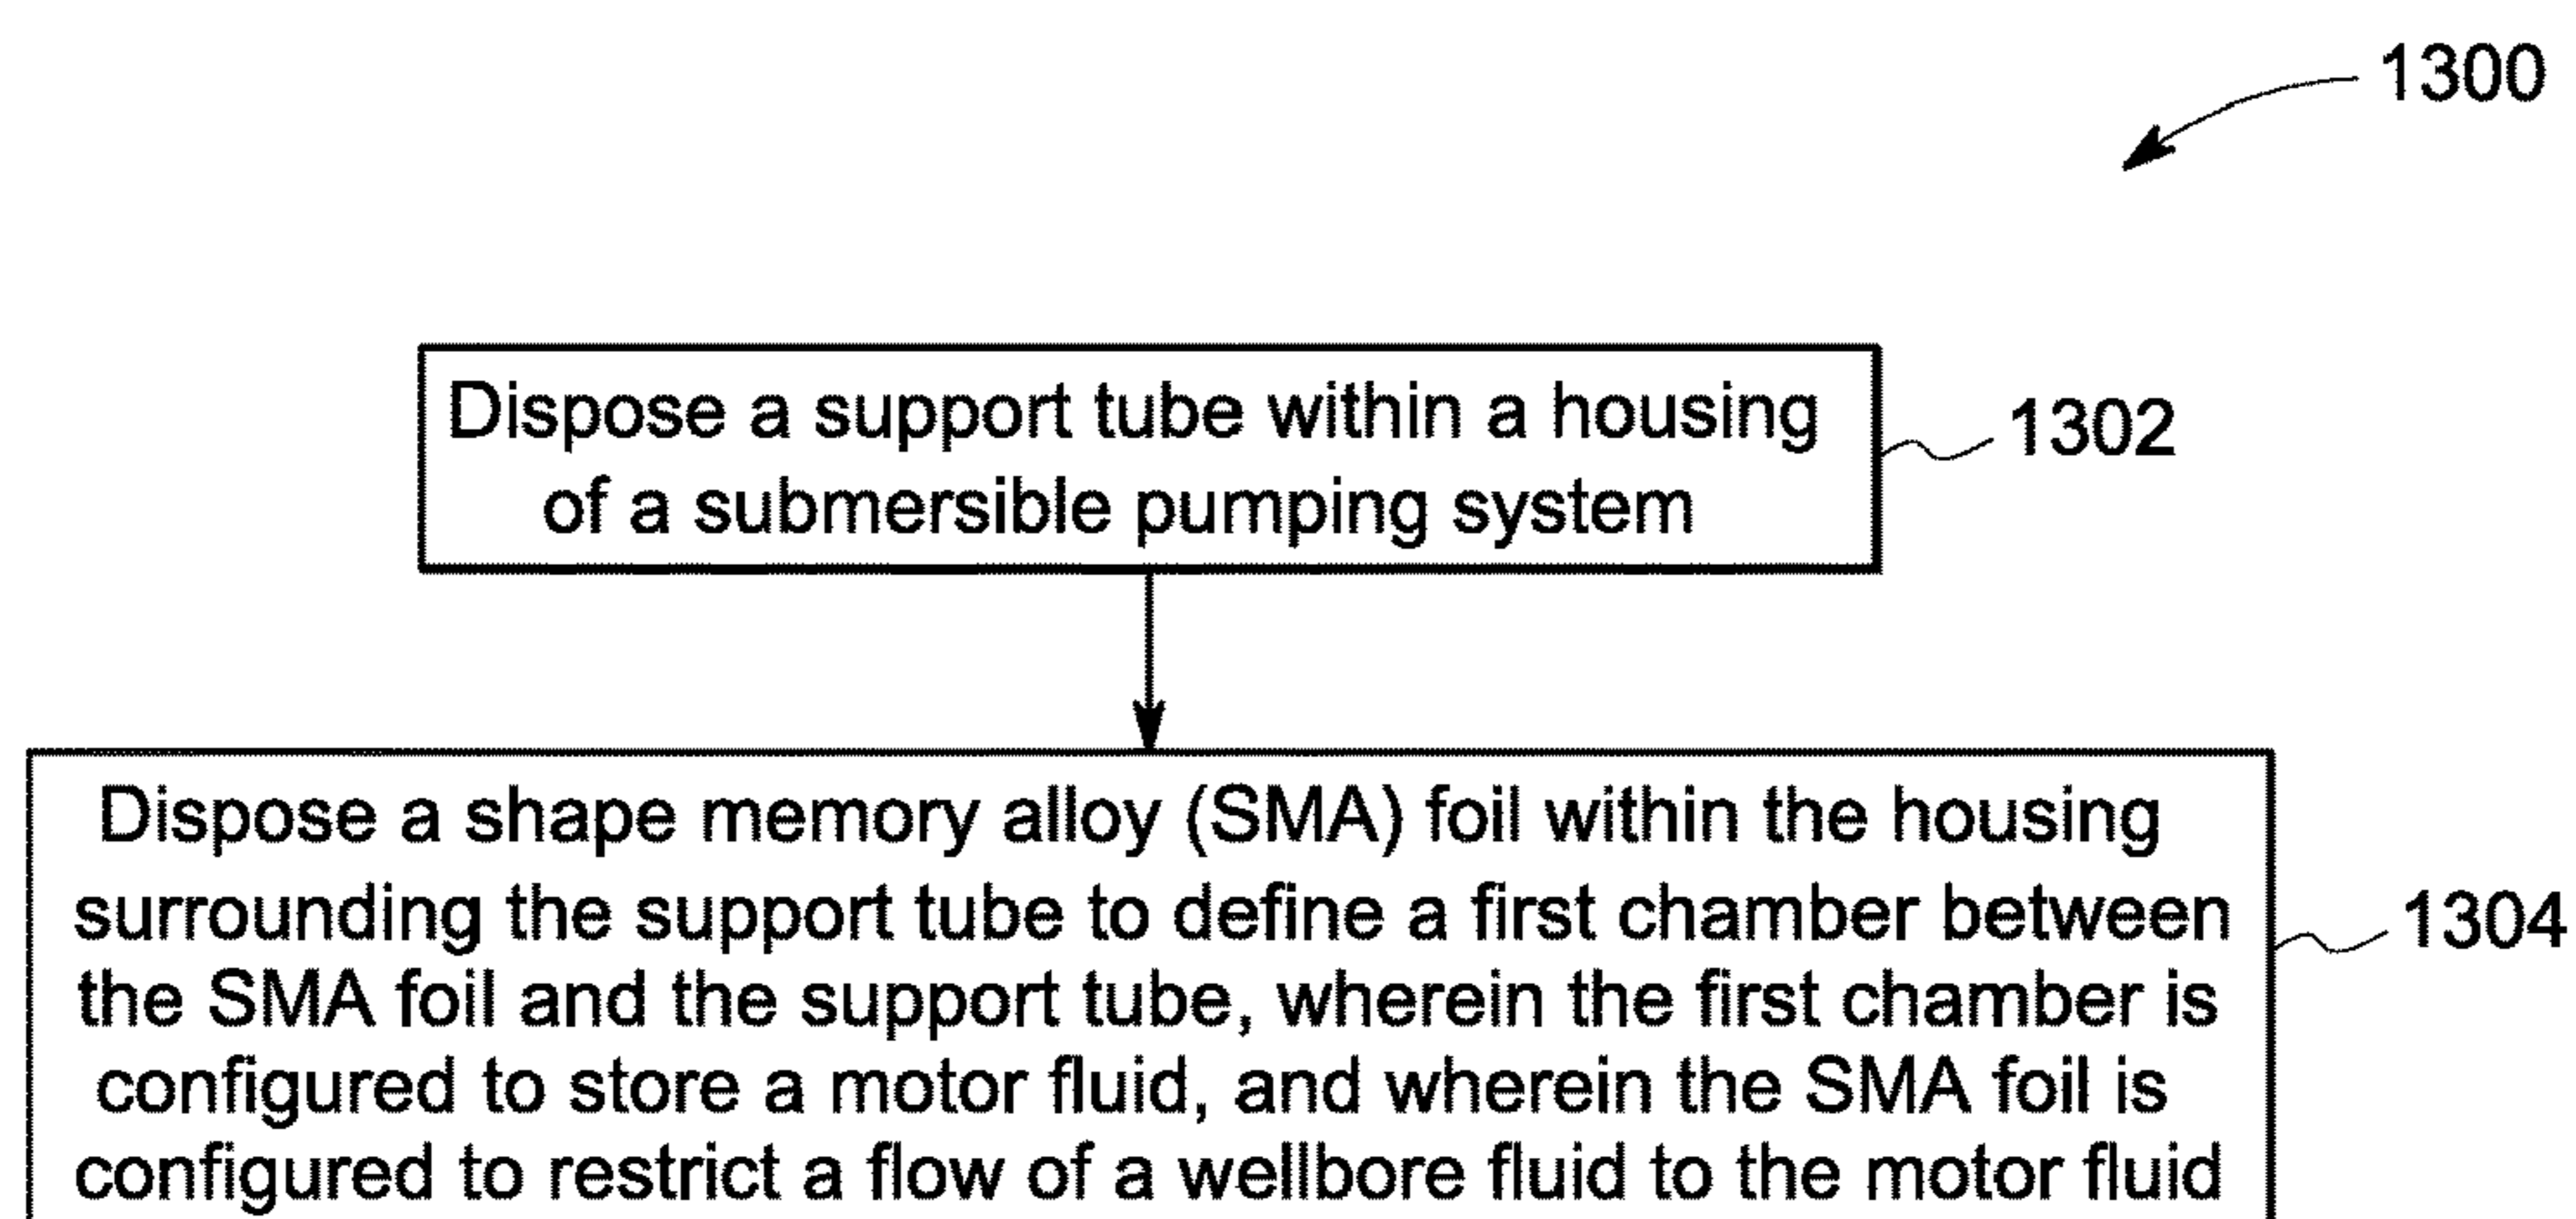 1300
Dispose a support tube within a housing
of a submersible pumping system
1302
Dispose a shape memory alloy (SMA) foil within the housing
surrounding the support tube to define a first chamber between
the SMA foil and the support tube, wherein the first chamber is
configured to store a motor fluid, and wherein the SMA foil is
configured to restrict a flow of a wellbore fluid to the motor fluid
1304